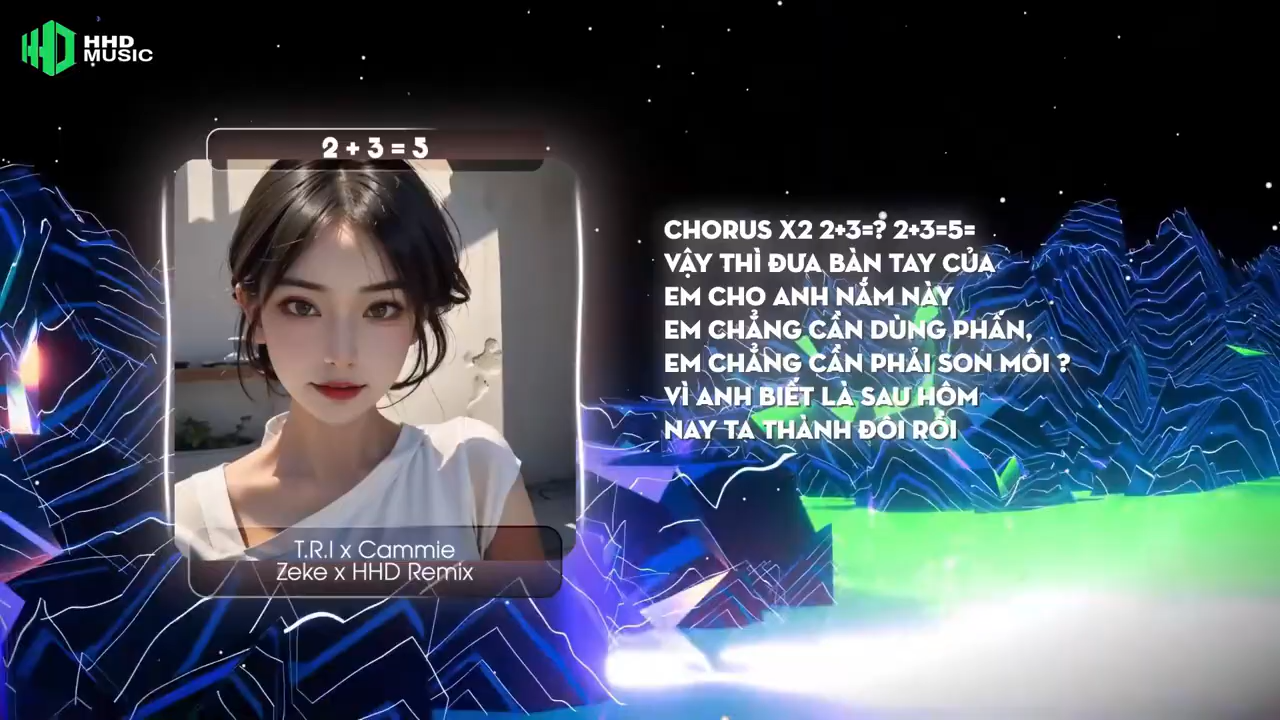 HHD
MUSIC
2 + 3 = 5
T.R.I x Cammie
Zeke x HHD Remix
CHORUS X2 2+3=? 2+3=5=
VẬY THÌ ĐƯA BÀN TAY CỦA
EM CHO ANH NẮM NÀY
EM CHẲNG CẦN DÙNG PHẤN,
EM CHẲNG CẦN PHẢI SON MÔI ?
VÌ ANH BIẾT LÀ SAU HÔM
NAY TA THÀNH ĐÔI RỒI